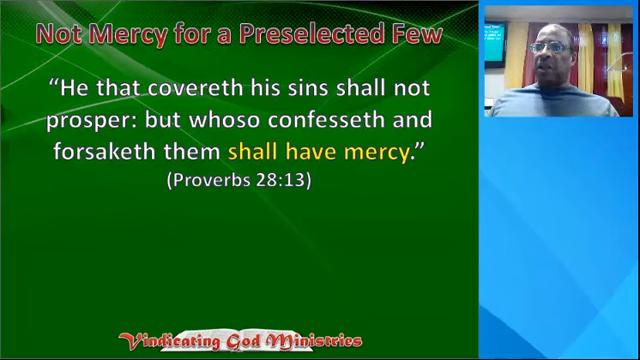 Not Mercy for a Preselected Few
“He that covereth his sins shall not
prosper: but whoso confesseth and
forsaketh them shall have mercy.”
(Proverbs 28:13)
Vindicating God Ministries